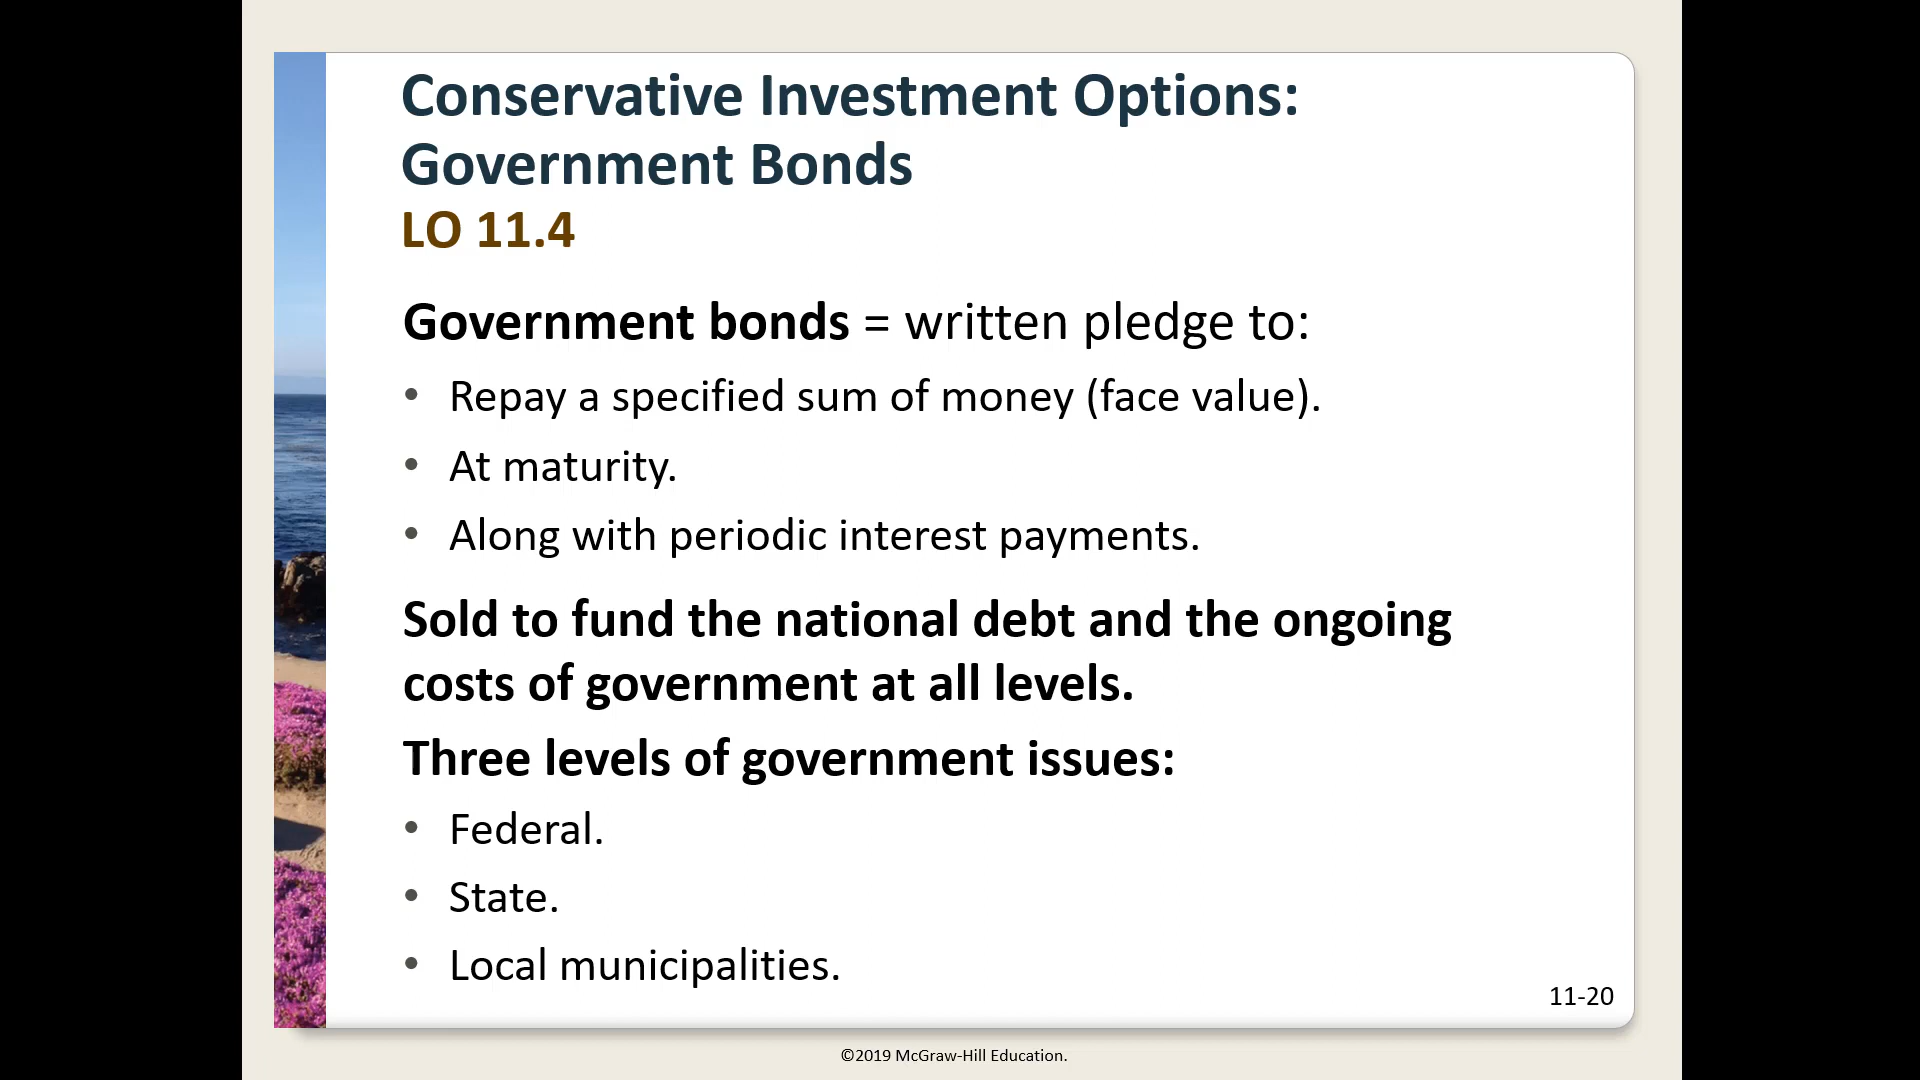 Conservative Investment Options:
Government Bonds
LO 11.4
Government bonds = written pledge to:
• Repay a specified sum of money (face value).
• At maturity.
• Along with periodic interest payments.
Sold to fund the national debt and the ongoing
costs of government at all levels.
Three levels of government issues:
• Federal.
• State.
• Local municipalities.
11-20
©2019 McGraw-Hill Education.